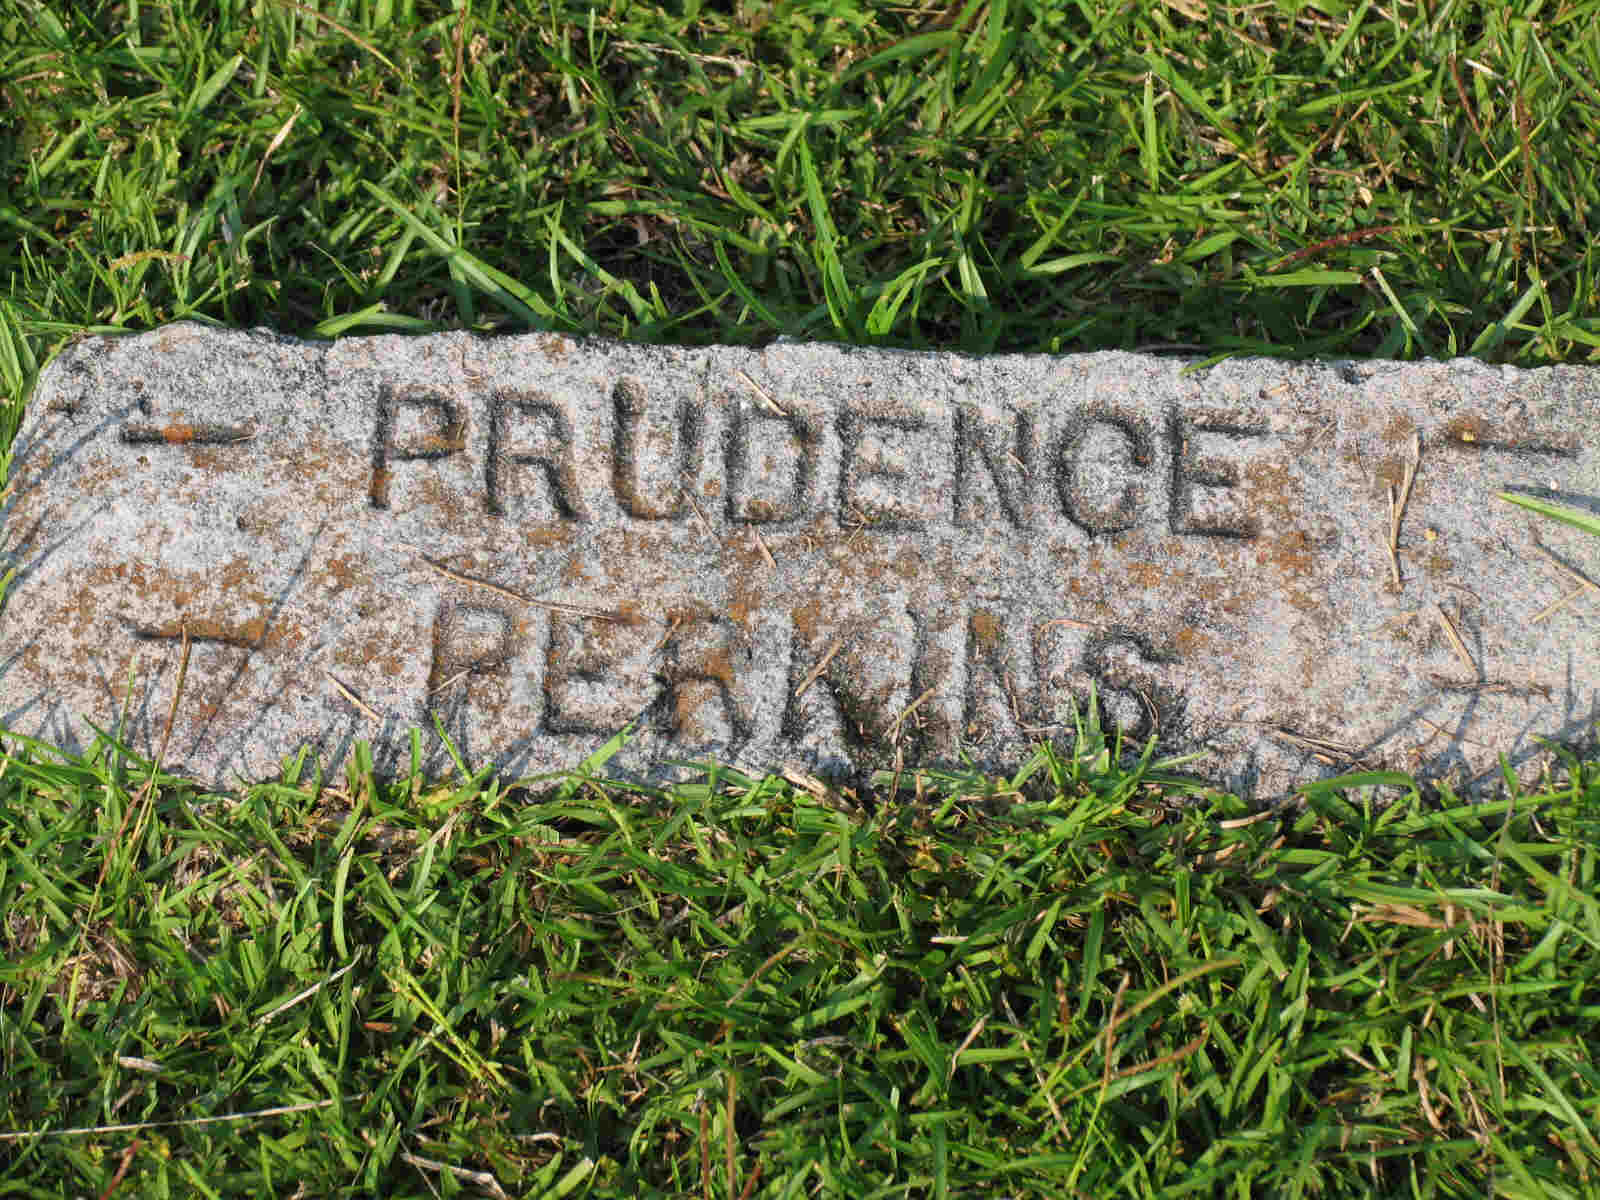 - PRUDENCE -
- PERKINS -